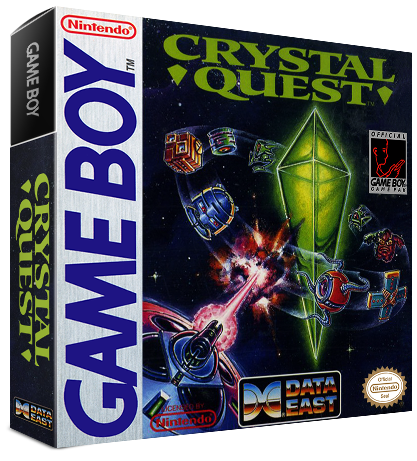 GAME BOY
CRYSTAL
QUEST
DATA
EAST
Nintendo
GAME BOY
TM
CRYSTAL
QUEST
TM
OFFICIAL
GAME BOY
GAME PAK
LICENSED BY
Nintendo
DATA
EAST
Official
Nintendo
Seal